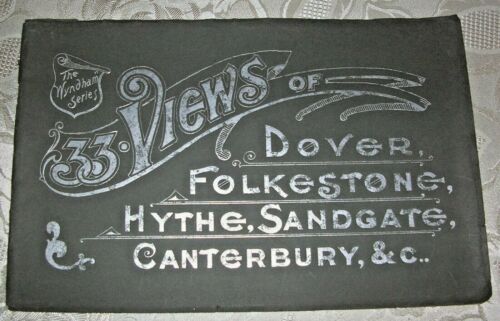 The
Wyndham
Series
33 · Views OF
DOVER,
FOLKESTONE,
HYTHE, SANDGATE,
CANTERBURY, &c..